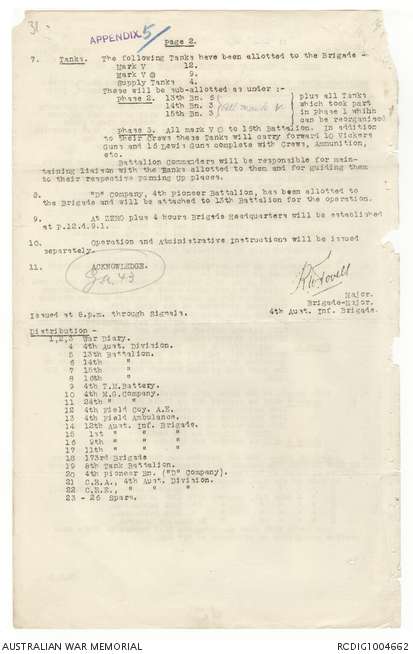 31
APPENDIX 5
page 2.
7. Tanks. The following Tanks have been allotted to the Brigade -
Mark V 12.
Mark V @ 9.
Supply Tanks 4.
These will be sub-allotted as under :-
phase 2. 13th Bn. 5
14th Bn. 3
15th Bn. 3
All mark V
plus all Tanks
which took part
in phase 1 which
can be reorganised
phase 3. All mark V @ to 16th Battalion. In addition
to their Crews these Tanks will carry forward 10 Vickers
Guns and 16 Lewis Guns complete with Crews, Ammunition,
etc.
Battalion Commanders will be responsible for main-
taining liaison with the Tanks allotted to them and for guiding them
to their respective Forming Up places.
8. "D" Company, 4th Pioneer Battalion, has been allotted to
the Brigade and will be attached to 13th Battalion for the operation.
9. At ZERO plus 4 hours Brigade Headquarters will be established
at P.12.d.9.1.
10. Operation and Administrative Instructions will be issued
separately.
11. ACKNOWLEDGE.
43
Major.
Brigade-Major.
4th Aust. Inf. Brigade.
Issued at 6.p.m. through Signals.
Distribution -
1,2,3 War Diary.
4 4th Aust. Division.
5 13th Battalion.
6 14th "
7 15th "
8 16th "
9 4th T.M.Battery.
10 4th M.G.Company.
11 24th " "
12 4th Field Coy. A.E.
13 4th Field Ambulance.
14 12th Aust. Inf. Brigade.
15 1st " " "
16 9th " " "
17 11th " " "
18 173rd Brigade
19 8th Tank Battalion.
20 4th Pioneer Bn. ("D" Company).
21 C.R.A., 4th Aust. Division.
22 C.R.E., " " "
23 - 26 Spare.
AUSTRALIAN WAR MEMORIAL
RCDIG1004662